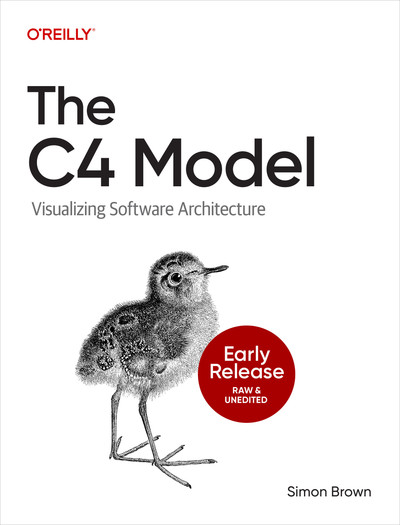 O'REILLY®
The
C4 Model
Visualizing Software Architecture
Early
Release
RAW &
UNEDITED
Simon Brown